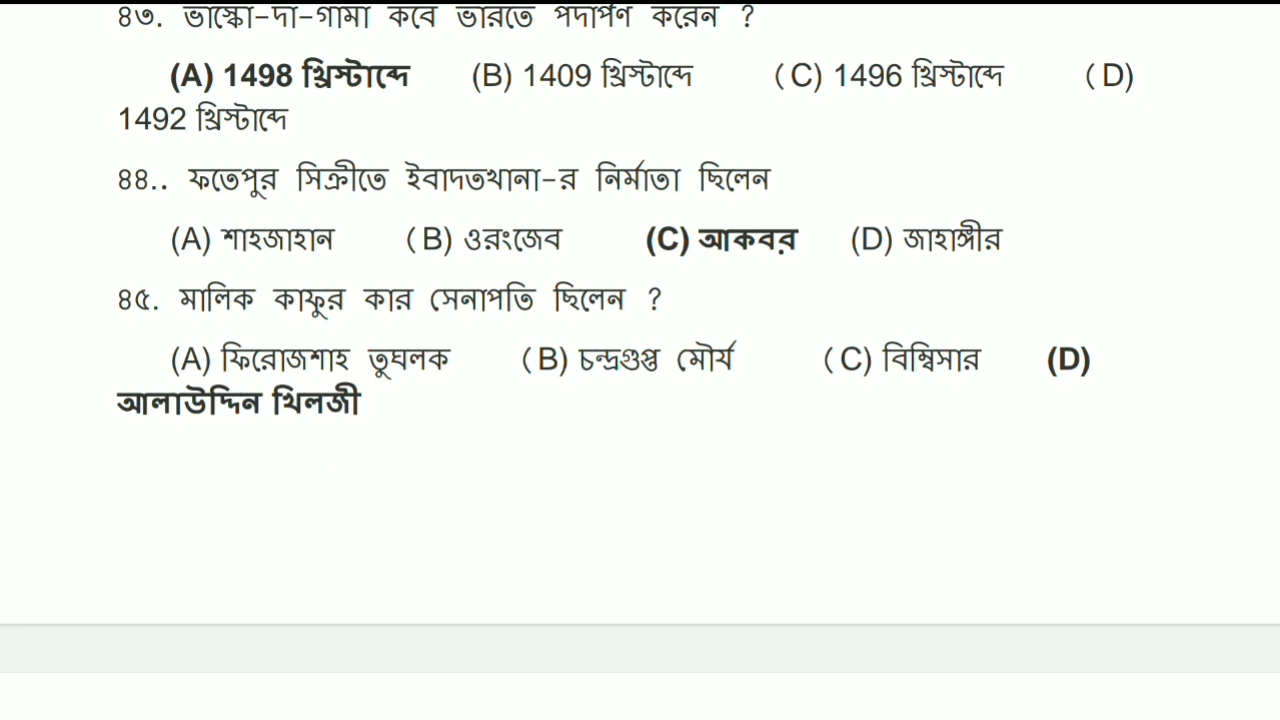 ৪৩. ভাস্কো-দা-গামা কবে ভারতে পদার্পণ করেন ?
(A) 1498 খ্রিস্টাব্দে (B) 1409 খ্রিস্টাব্দে (C) 1496 খ্রিস্টাব্দে (D)
1492 খ্রিস্টাব্দে
৪৪.. ফতেপুর সিক্রীতে ইবাদতখানা-র নির্মাতা ছিলেন
(A) শাহজাহান (B) ওরংজেব (C) আকবর (D) জাহাঙ্গীর
৪৫. মালিক কাফুর কার সেনাপতি ছিলেন ?
(A) ফিরোজশাহ তুঘলক (B) চন্দ্রগুপ্ত মৌর্য (C) বিম্বিসার (D)
আলাউদ্দিন খিলজী